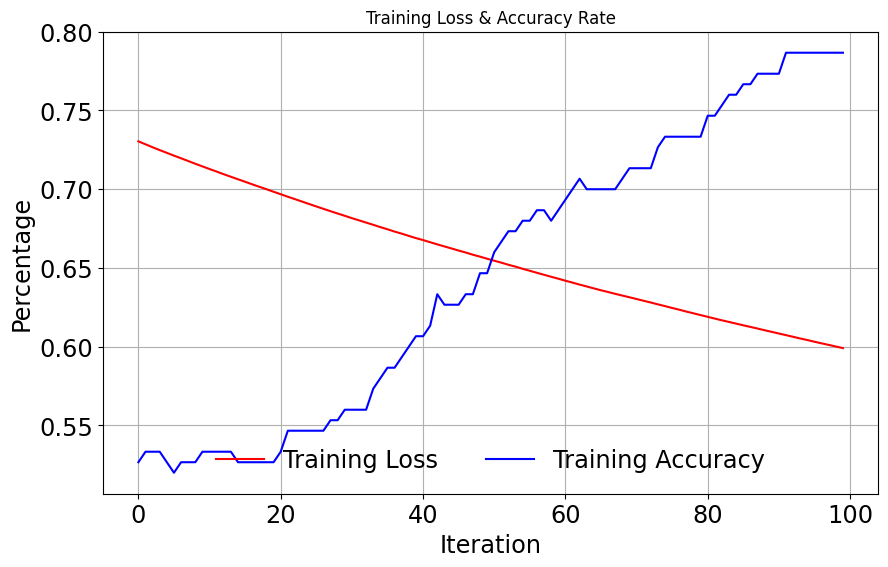 Training Loss & Accuracy Rate
0.80
0.75
0.70
0.65
0.60
0.55
Percentage
Training Loss
Training Accuracy
0 20 40 60 80 100
Iteration